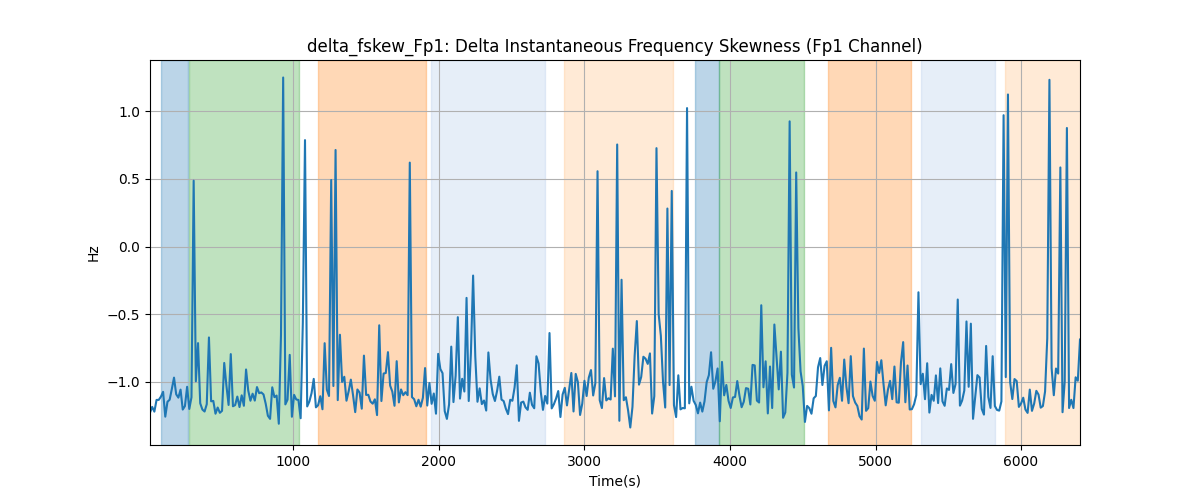 delta_fskew_Fp1: Delta Instantaneous Frequency Skewness (Fp1 Channel)
1.0
0.5
0.0
−0.5
−1.0
Hz
1000 2000 3000 4000 5000 6000
Time(s)